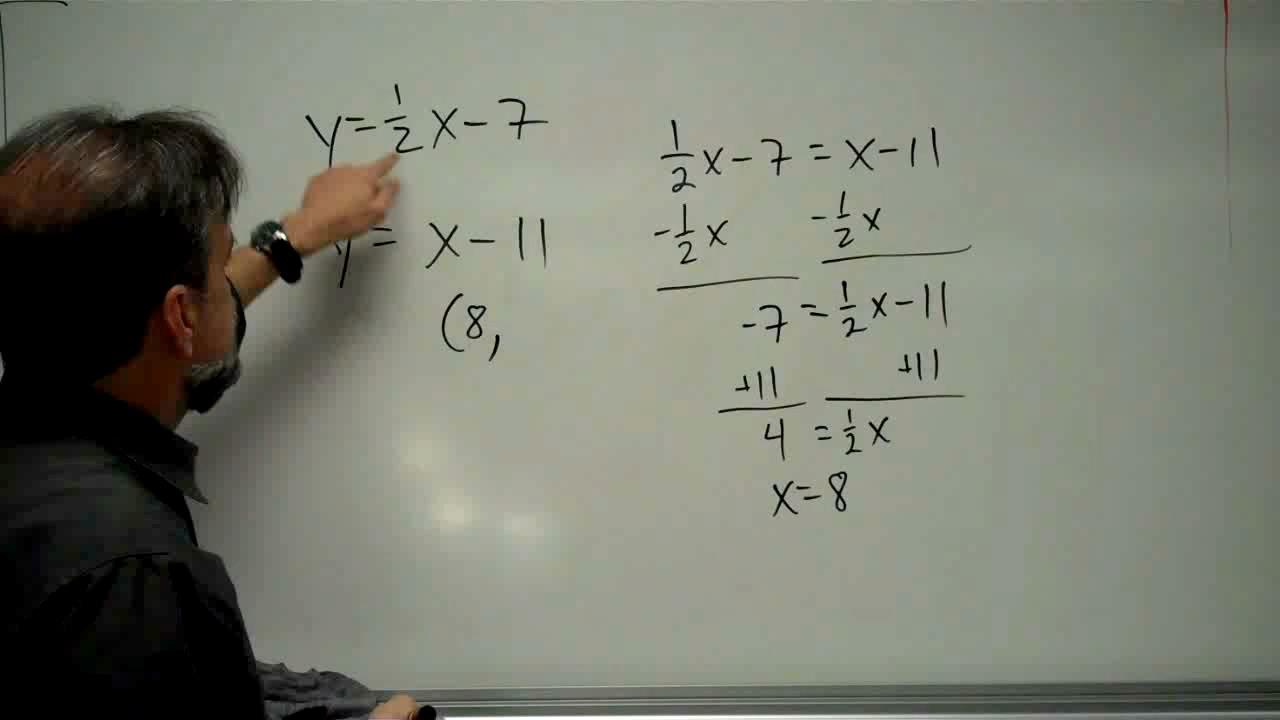 y = 1/2 x - 7
y = x - 11
(8,
1/2 x - 7 = x - 11
-1/2 x -1/2 x
-7 = 1/2 x - 11
+11 +11
4 = 1/2 x
x = 8